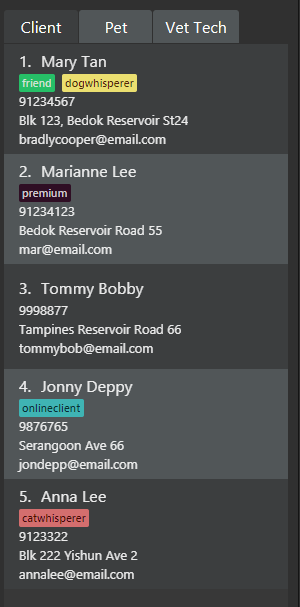 Client Pet Vet Tech
1. Mary Tan
friend dogwhisperer
91234567
Blk 123, Bedok Reservoir St24
bradlycooper@email.com
2. Marianne Lee
premium
91234123
Bedok Reservoir Road 55
mar@email.com
3. Tommy Bobby
9998877
Tampines Reservoir Road 66
tommybob@email.com
4. Jonny Deppy
onlineclient
9876765
Serangoon Ave 66
jondepp@email.com
5. Anna Lee
catwhisperer
9123322
Blk 222 Yishun Ave 2
annalee@email.com